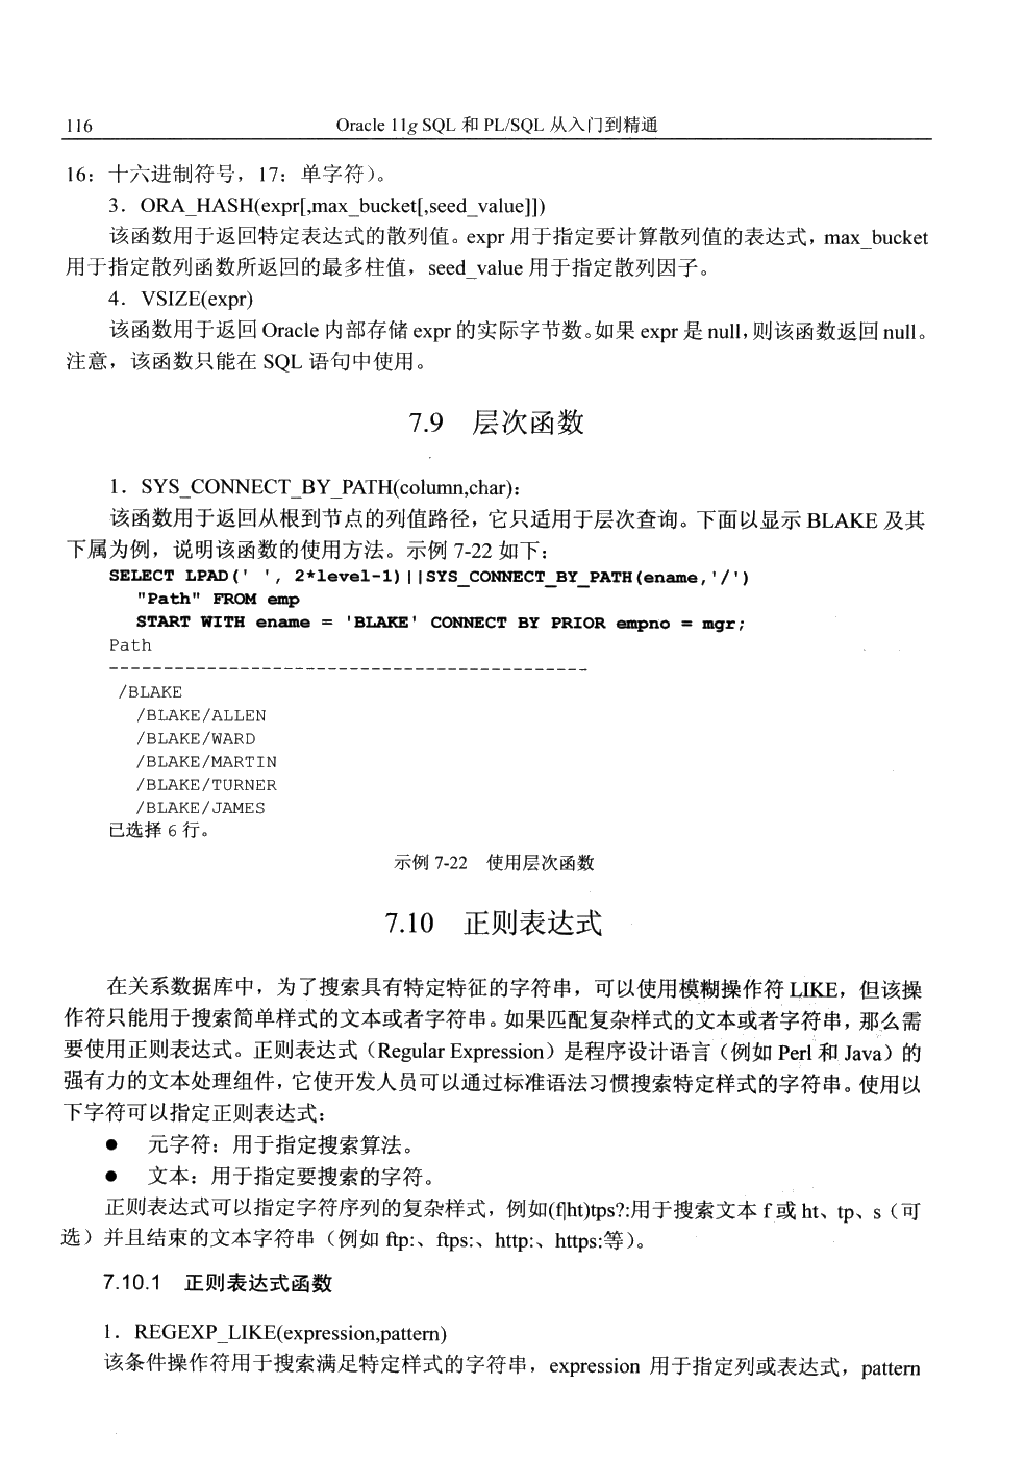 116 Oracle 11g SQL 和 PL/SQL 从入门到精通
16：十六进制符号，17：单字符）。
3．ORA_HASH(expr[,max_bucket[,seed_value]])
该函数用于返回特定表达式的散列值。expr 用于指定要计算散列值的表达式，max_bucket
用于指定散列函数所返回的最多柱值，seed_value 用于指定散列因子。
4．VSIZE(expr)
该函数用于返回 Oracle 内部存储 expr 的实际字节数。如果 expr 是 null，则该函数返回 null。
注意，该函数只能在 SQL 语句中使用。
7.9 层次函数
1．SYS_CONNECT_BY_PATH(column,char)：
该函数用于返回从根到节点的列值路径，它只适用于层次查询。下面以显示 BLAKE 及其
下属为例，说明该函数的使用方法。示例 7-22 如下：
SELECT LPAD(' ', 2*level-1)||SYS_CONNECT_BY_PATH(ename,'/')
"Path" FROM emp
START WITH ename = 'BLAKE' CONNECT BY PRIOR empno = mgr;
Path
--------------------------------------------
/BLAKE
/BLAKE/ALLEN
/BLAKE/WARD
/BLAKE/MARTIN
/BLAKE/TURNER
/BLAKE/JAMES
已选择 6 行。
示例 7-22 使用层次函数
7.10 正则表达式
在关系数据库中，为了搜索具有特定特征的字符串，可以使用模糊操作符 LIKE，但该操
作符只能用于搜索简单样式的文本或者字符串。如果匹配复杂样式的文本或者字符串，那么需
要使用正则表达式。正则表达式（Regular Expression）是程序设计语言（例如 Perl 和 Java）的
强有力的文本处理组件，它使开发人员可以通过标准语法习惯搜索特定样式的字符串。使用以
下字符可以指定正则表达式：
● 元字符：用于指定搜索算法。
● 文本：用于指定要搜索的字符。
正则表达式可以指定字符序列的复杂样式，例如(f|ht)tps?:用于搜索文本 f 或 ht、tp、s（可
选）并且结束的文本字符串（例如 ftp:、ftps:、http:、https:等）。
7.10.1 正则表达式函数
1．REGEXP_LIKE(expression,pattern)
该条件操作符用于搜索满足特定样式的字符串，expression 用于指定列或表达式，pattern